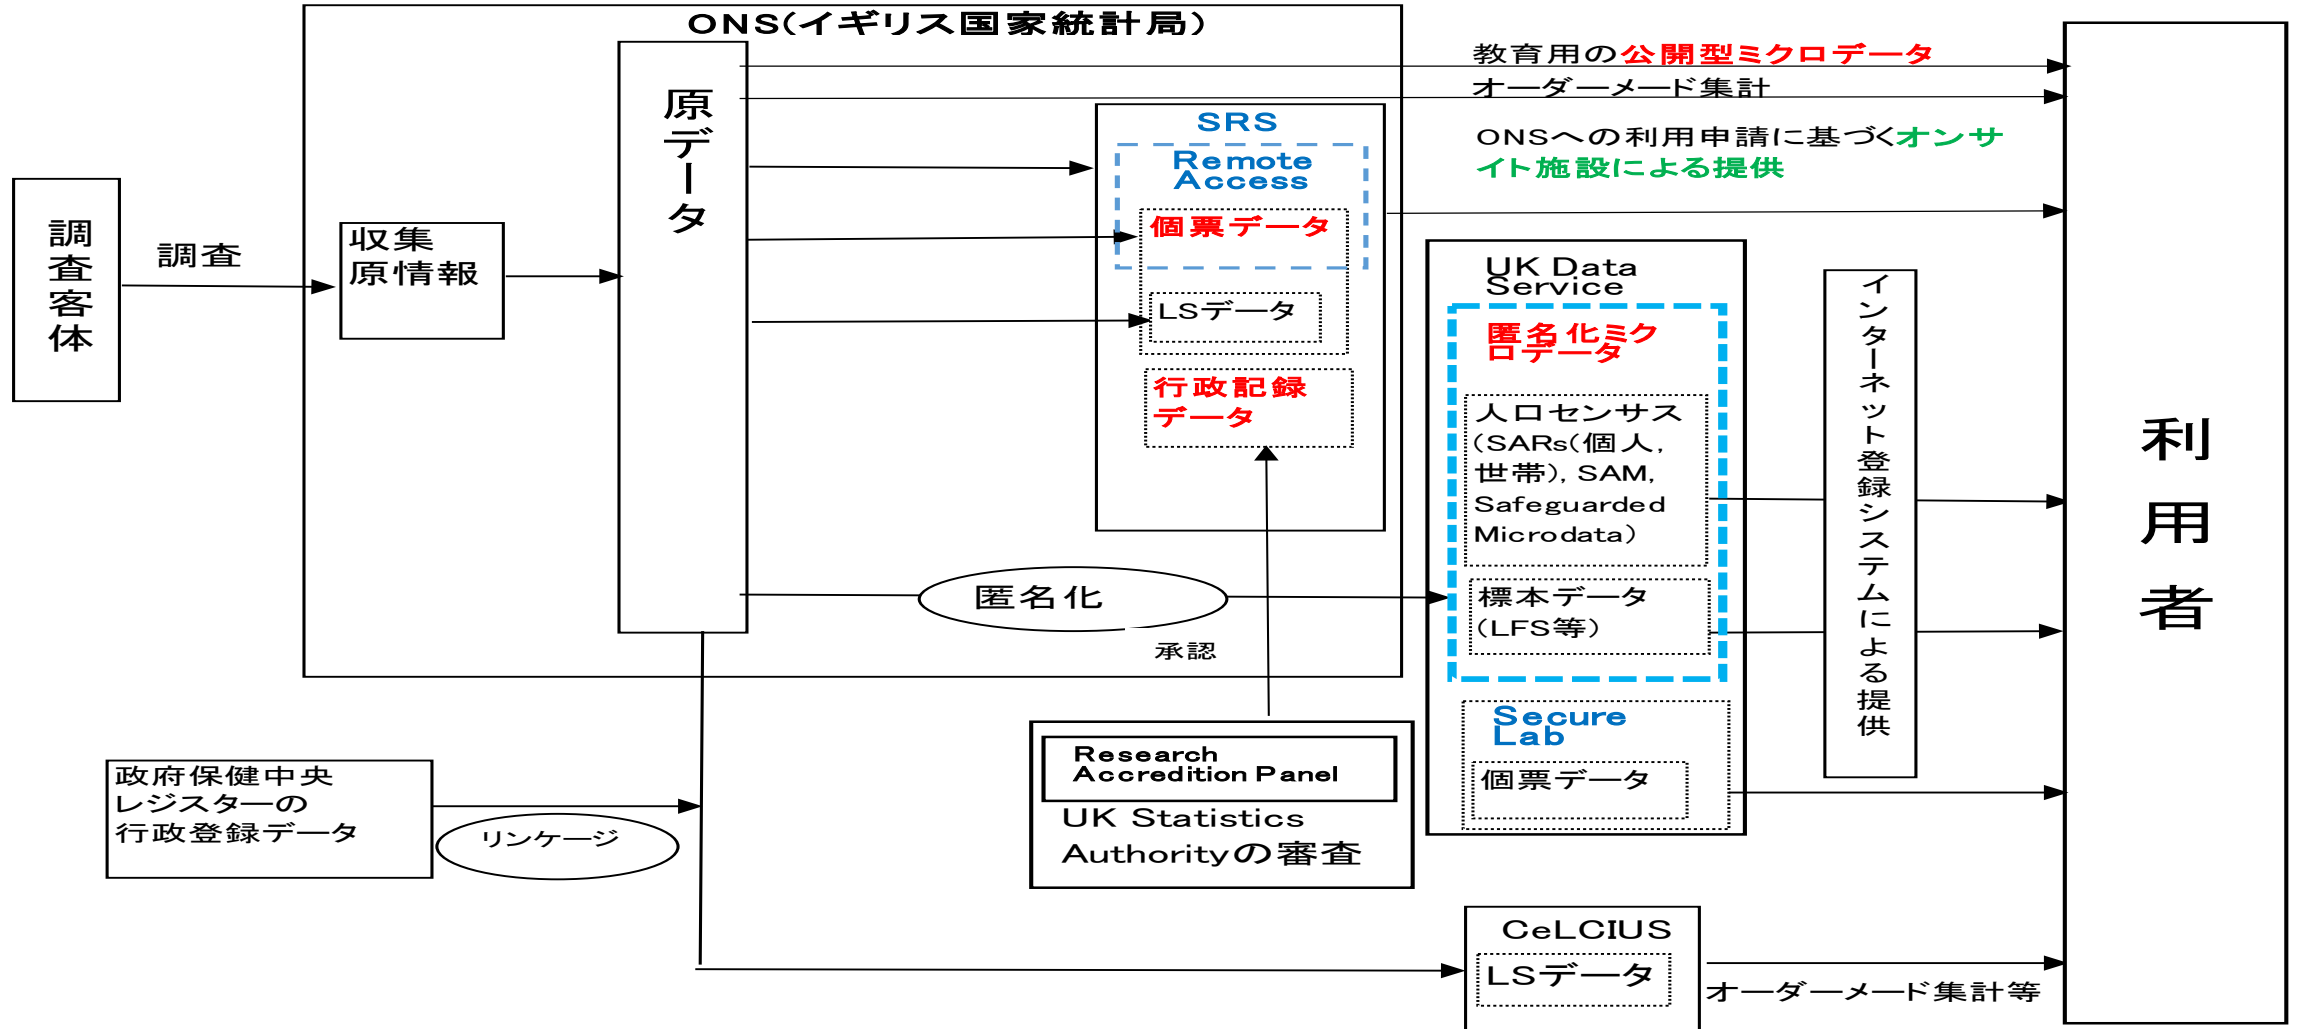 ONS(イギリス国家統計局)
教育用の公開型ミクロデータ
オーダーメード集計
ONSへの利用申請に基づくオンサ
イト施設による提供
調査客体
調査
収集
原情報
原データ
SRS
Remote
Access
個票データ
LSデータ
行政記録
データ
匿名化
承認
UK Data
Service
匿名化ミク
ロデータ
人口センサス
(SARs(個人,
世帯), SAM,
Safeguarded
Microdata)
標本データ
(LFS等)
Secure
Lab
個票データ
インターネット登録システムによる提供
利用者
政府保健中央
レジスターの
行政登録データ
リンケージ
Research
Accredition Panel
UK Statistics
Authorityの審査
CeLCIUS
LSデータ
オーダーメード集計等